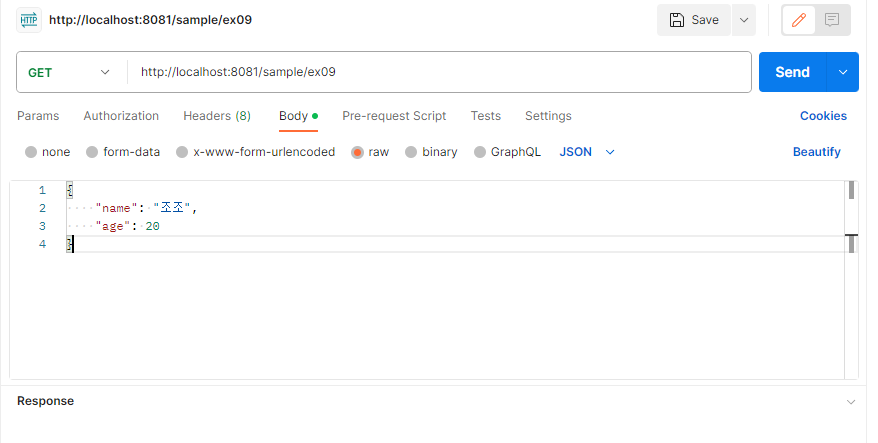 HTTP http://localhost:8081/sample/ex09 Save
GET http://localhost:8081/sample/ex09 Send
Params Authorization Headers (8) Body Pre-request Script Tests Settings Cookies
none form-data x-www-form-urlencoded raw binary GraphQL JSON Beautify
1 {
2 "name": "조조",
3 "age": 20
4 }
Response